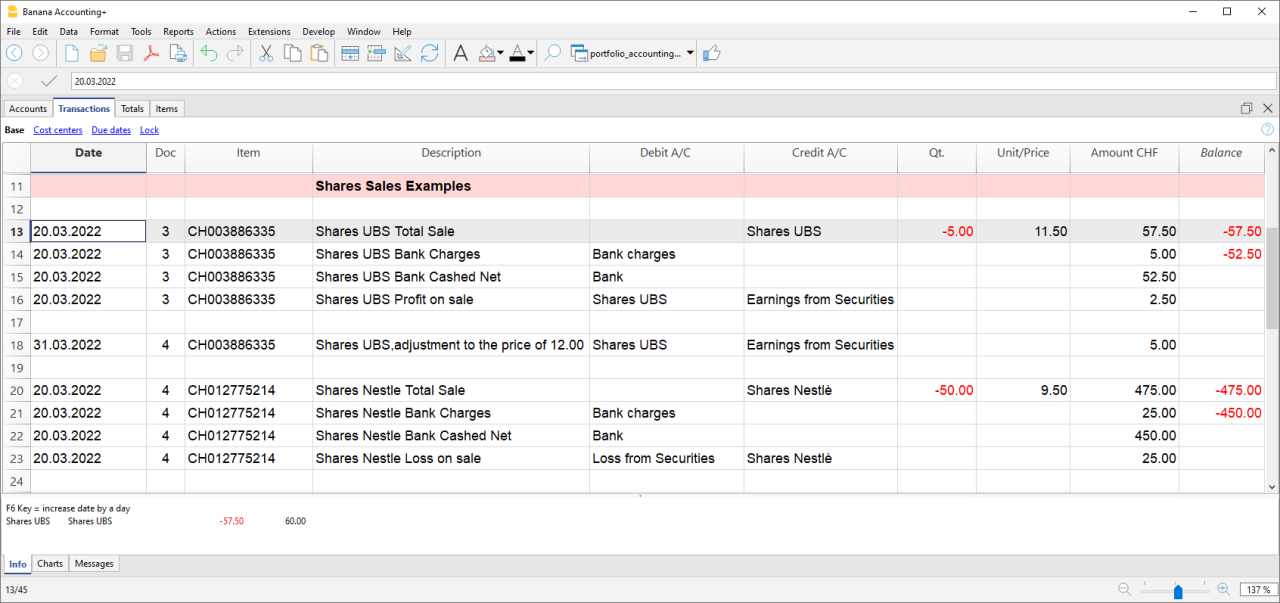 Banana Accounting+
File Edit Data Format Tools Reports Actions Extensions Develop Window Help
portfolio_accounting...
20.03.2022
Accounts Transactions Totals Items
Base Cost centers Due dates Lock
Date Doc Item Description Debit A/C Credit A/C Qt. Unit/Price Amount CHF Balance
11 Shares Sales Examples
12
13 20.03.2022 3 CH003886335 Shares UBS Total Sale Shares UBS -5.00 11.50 57.50 -57.50
14 20.03.2022 3 CH003886335 Shares UBS Bank Charges Bank charges 5.00 -52.50
15 20.03.2022 3 CH003886335 Shares UBS Bank Cashed Net Bank 52.50
16 20.03.2022 3 CH003886335 Shares UBS Profit on sale Shares UBS Earnings from Securities 2.50
17
18 31.03.2022 4 CH003886335 Shares UBS,adjustment to the price of 12.00 Shares UBS Earnings from Securities 5.00
19
20 20.03.2022 4 CH012775214 Shares Nestle Total Sale Shares Nestlè -50.00 9.50 475.00 -475.00
21 20.03.2022 4 CH012775214 Shares Nestle Bank Charges Bank charges 25.00 -450.00
22 20.03.2022 4 CH012775214 Shares Nestle Bank Cashed Net Bank 450.00
23 20.03.2022 4 CH012775214 Shares Nestle Loss on sale Loss from Securities Shares Nestlè 25.00
24
F6 Key = increase date by a day
Shares UBS Shares UBS -57.50 60.00
Info Charts Messages
13/45 137 %